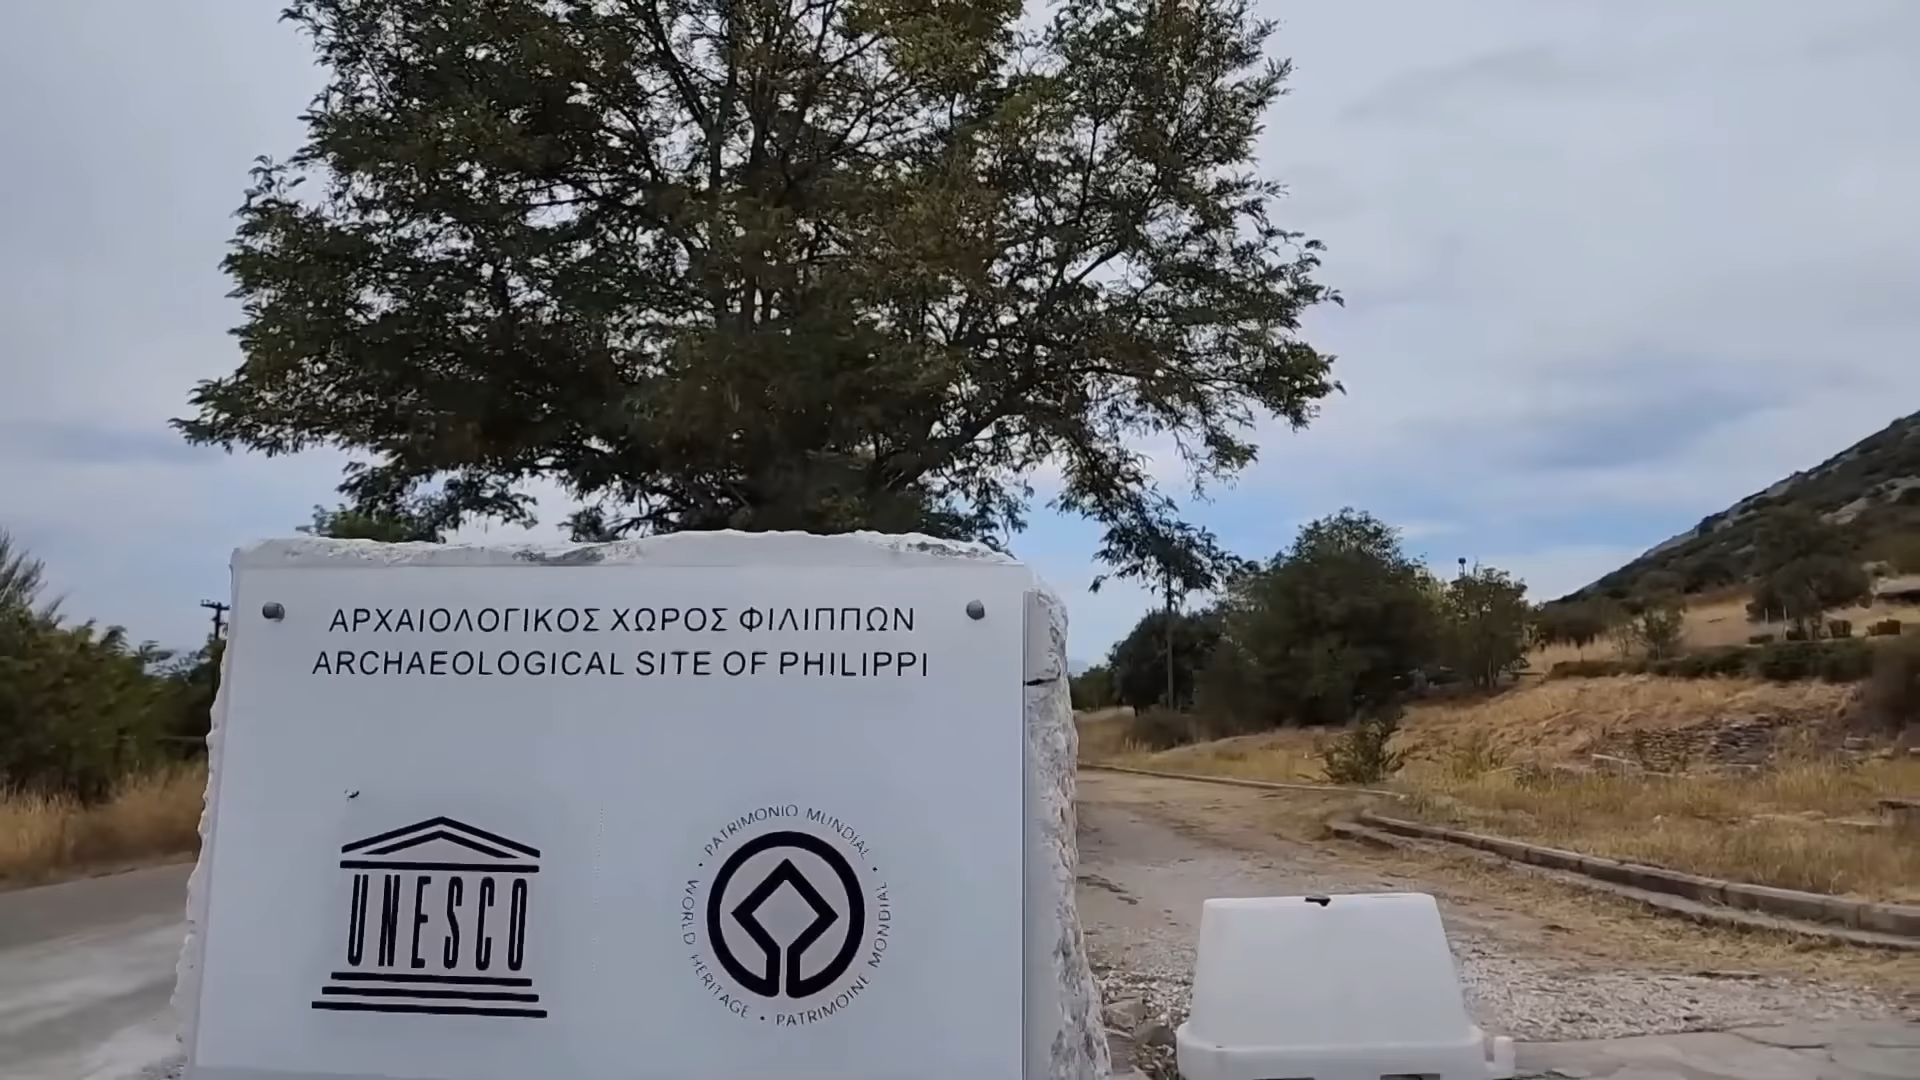 ΑΡΧΑΙΟΛΟΓΙΚΟΣ ΧΩΡΟΣ ΦΙΛΙΠΠΩΝ
ARCHAEOLOGICAL SITE OF PHILIPPI
UNESCO
PATRIMONIO MUNDIAL • WORLD HERITAGE • PATRIMOINE MONDIAL •